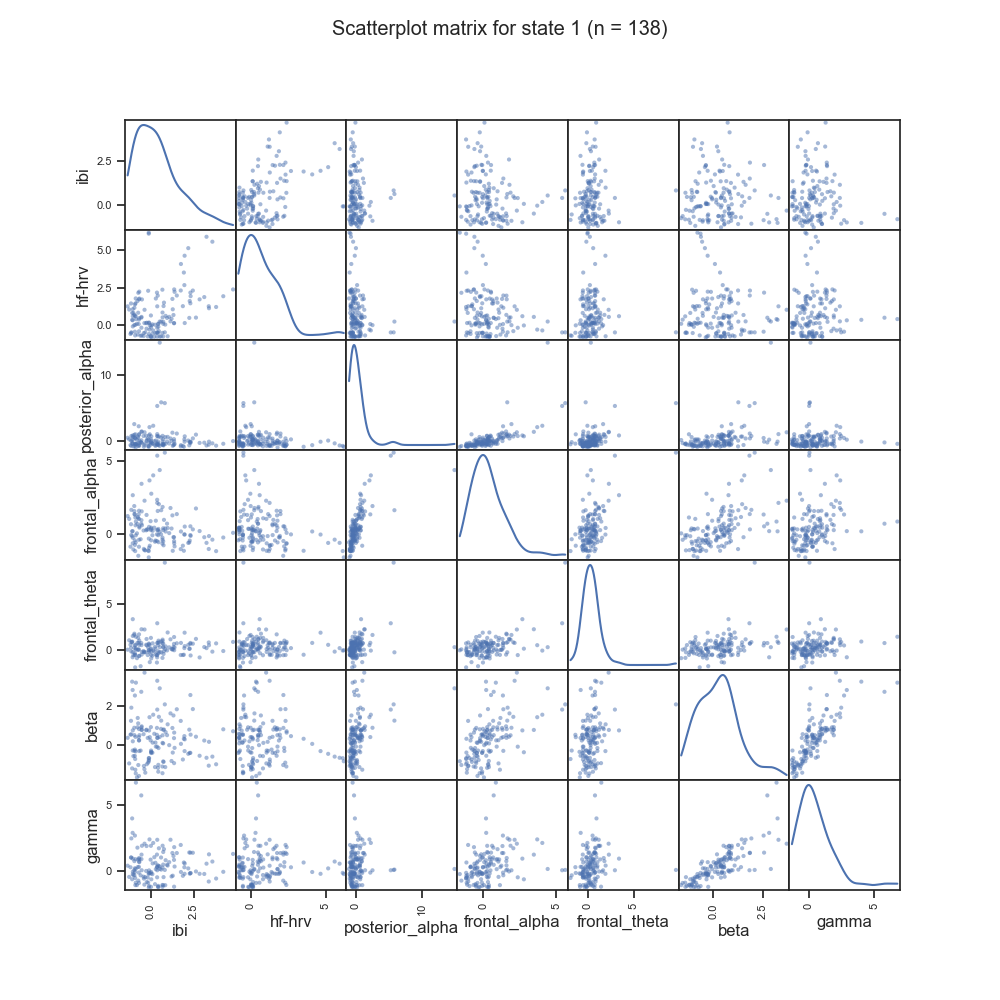 Scatterplot matrix for state 1 (n = 138)
ibi
2.5
0.0
hf-hrv
5.0
2.5
0.0
posterior_alpha
10
0
frontal_alpha
5
0
frontal_theta
5
0
beta
2
0
gamma
5
0
0.0 2.5 0 5 0 10 0 5 0 5 0.0 2.5 0 5
ibi hf-hrv posterior_alpha frontal_alpha frontal_theta beta gamma